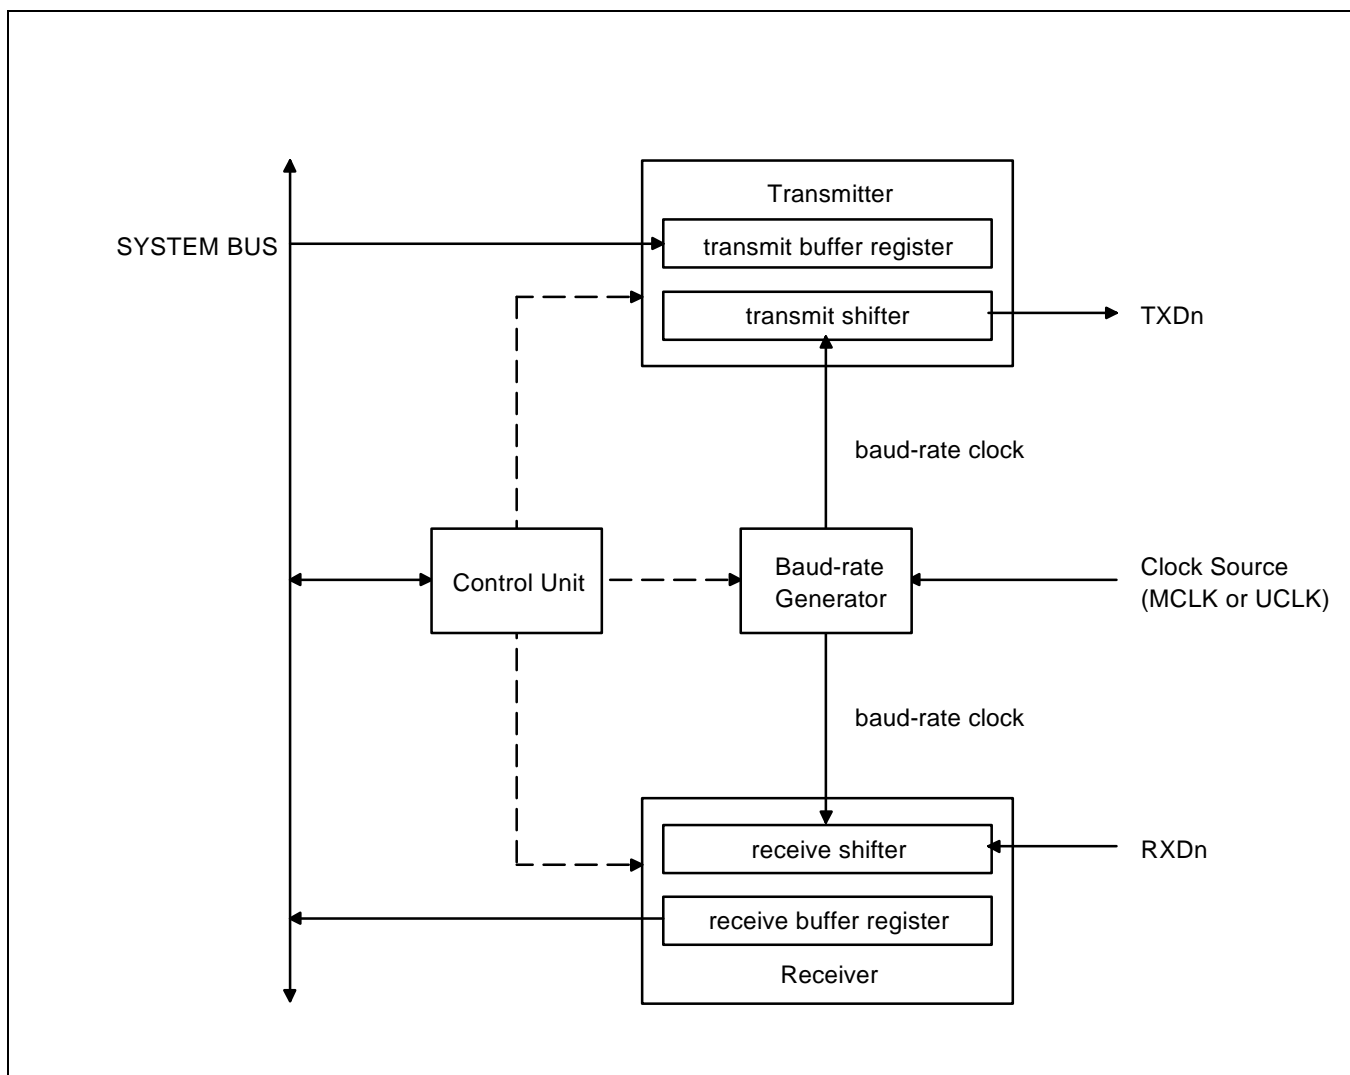 Transmitter
SYSTEM BUS
transmit buffer register
transmit shifter
TXDn
baud-rate clock
Control Unit
Baud-rate
Generator
Clock Source
(MCLK or UCLK)
baud-rate clock
receive shifter
RXDn
receive buffer register
Receiver